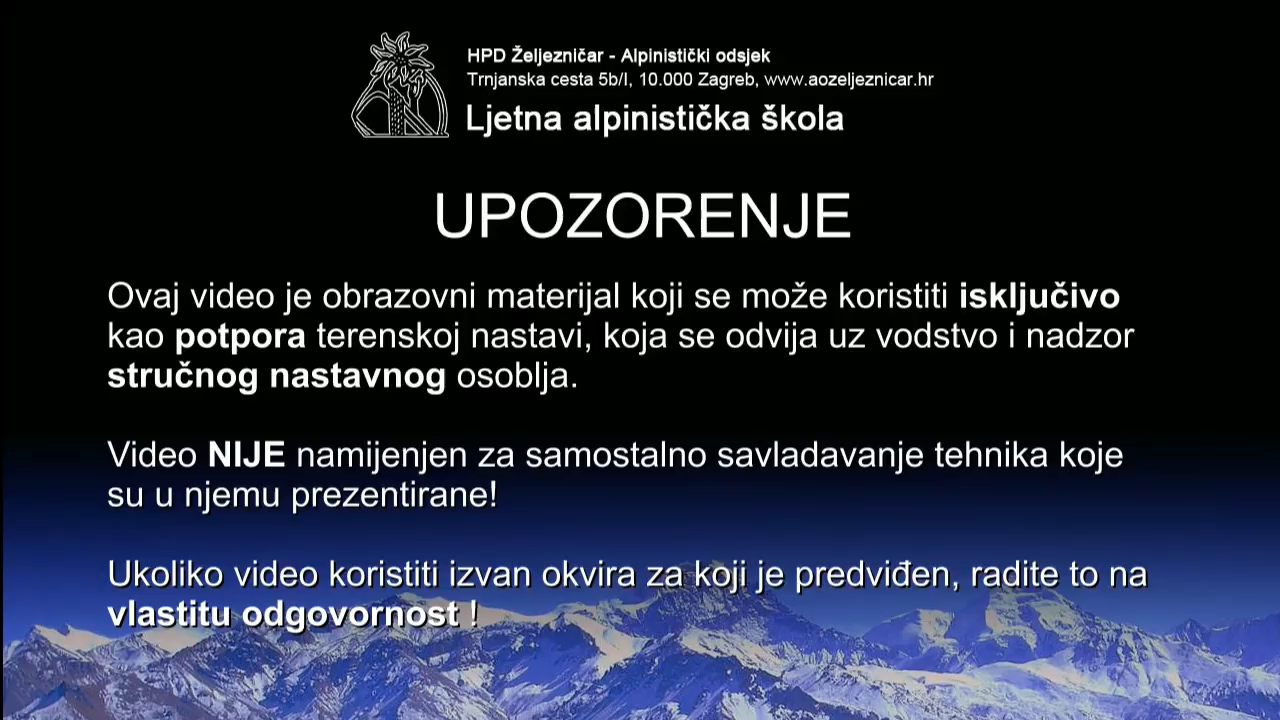 HPD Željezničar - Alpinistički odsjek
Trnjanska cesta 5b/I, 10.000 Zagreb, www.aozeljeznicar.hr
Ljetna alpinistička škola
UPOZORENJE
Ovaj video je obrazovni materijal koji se može koristiti isključivo
kao potpora terenskoj nastavi, koja se odvija uz vodstvo i nadzor
stručnog nastavnog osoblja.
Video NIJE namijenjen za samostalno savladavanje tehnika koje
su u njemu prezentirane!
Ukoliko video koristiti izvan okvira za koji je predviđen, radite to na
vlastitu odgovornost !